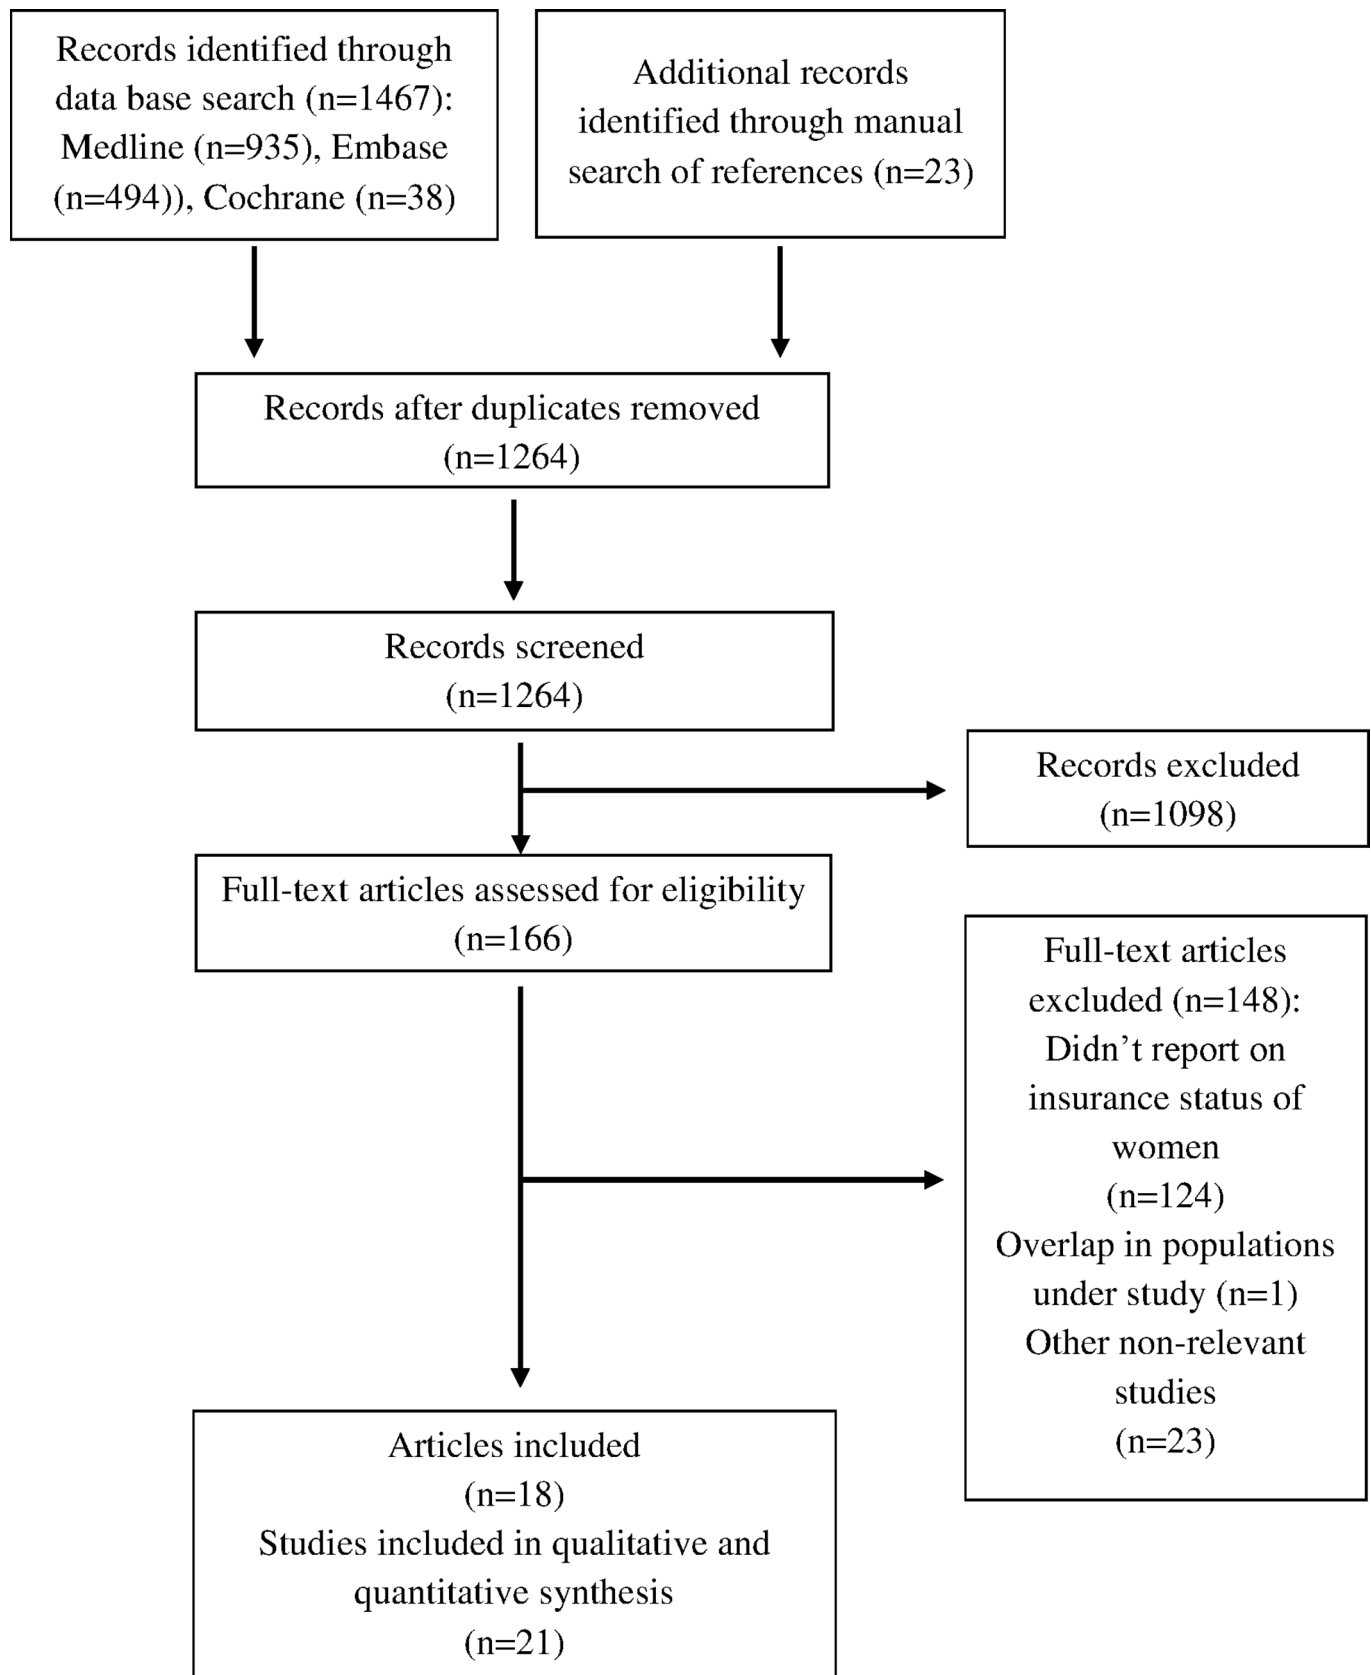 Records identified through
data base search (n=1467):
Medline (n=935), Embase
(n=494)), Cochrane (n=38)
Additional records
identified through manual
search of references (n=23)
Records after duplicates removed
(n=1264)
Records screened
(n=1264)
Records excluded
(n=1098)
Full-text articles assessed for eligibility
(n=166)
Full-text articles
excluded (n=148):
Didn’t report on
insurance status of
women
(n=124)
Overlap in populations
under study (n=1)
Other non-relevant
studies
(n=23)
Articles included
(n=18)
Studies included in qualitative and
quantitative synthesis
(n=21)